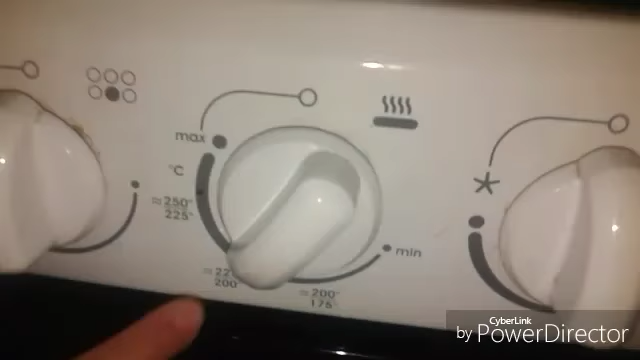 max
°C
≈250°
225°
200°
≈200°
175°
min
CyberLink
by PowerDirector